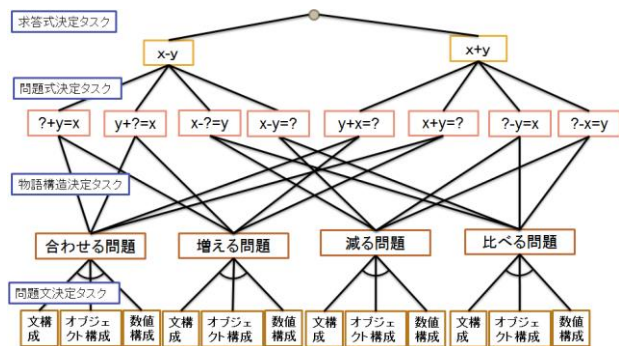 求答式決定タスク
x-y
x+y
問題式決定タスク
?+y=x
y+?=x
x-?=y
x-y=?
y+x=?
x+y=?
?-y=x
?-x=y
物語構造決定タスク
合わせる問題
増える問題
減る問題
比べる問題
問題文決定タスク
文構
成
オブジェ
クト構成
数値
構成
文構
成
オブジェ
クト構成
数値
構成
文構
成
オブジェ
クト構成
数値
構成
文構
成
オブジェ
クト構成
数値
構成